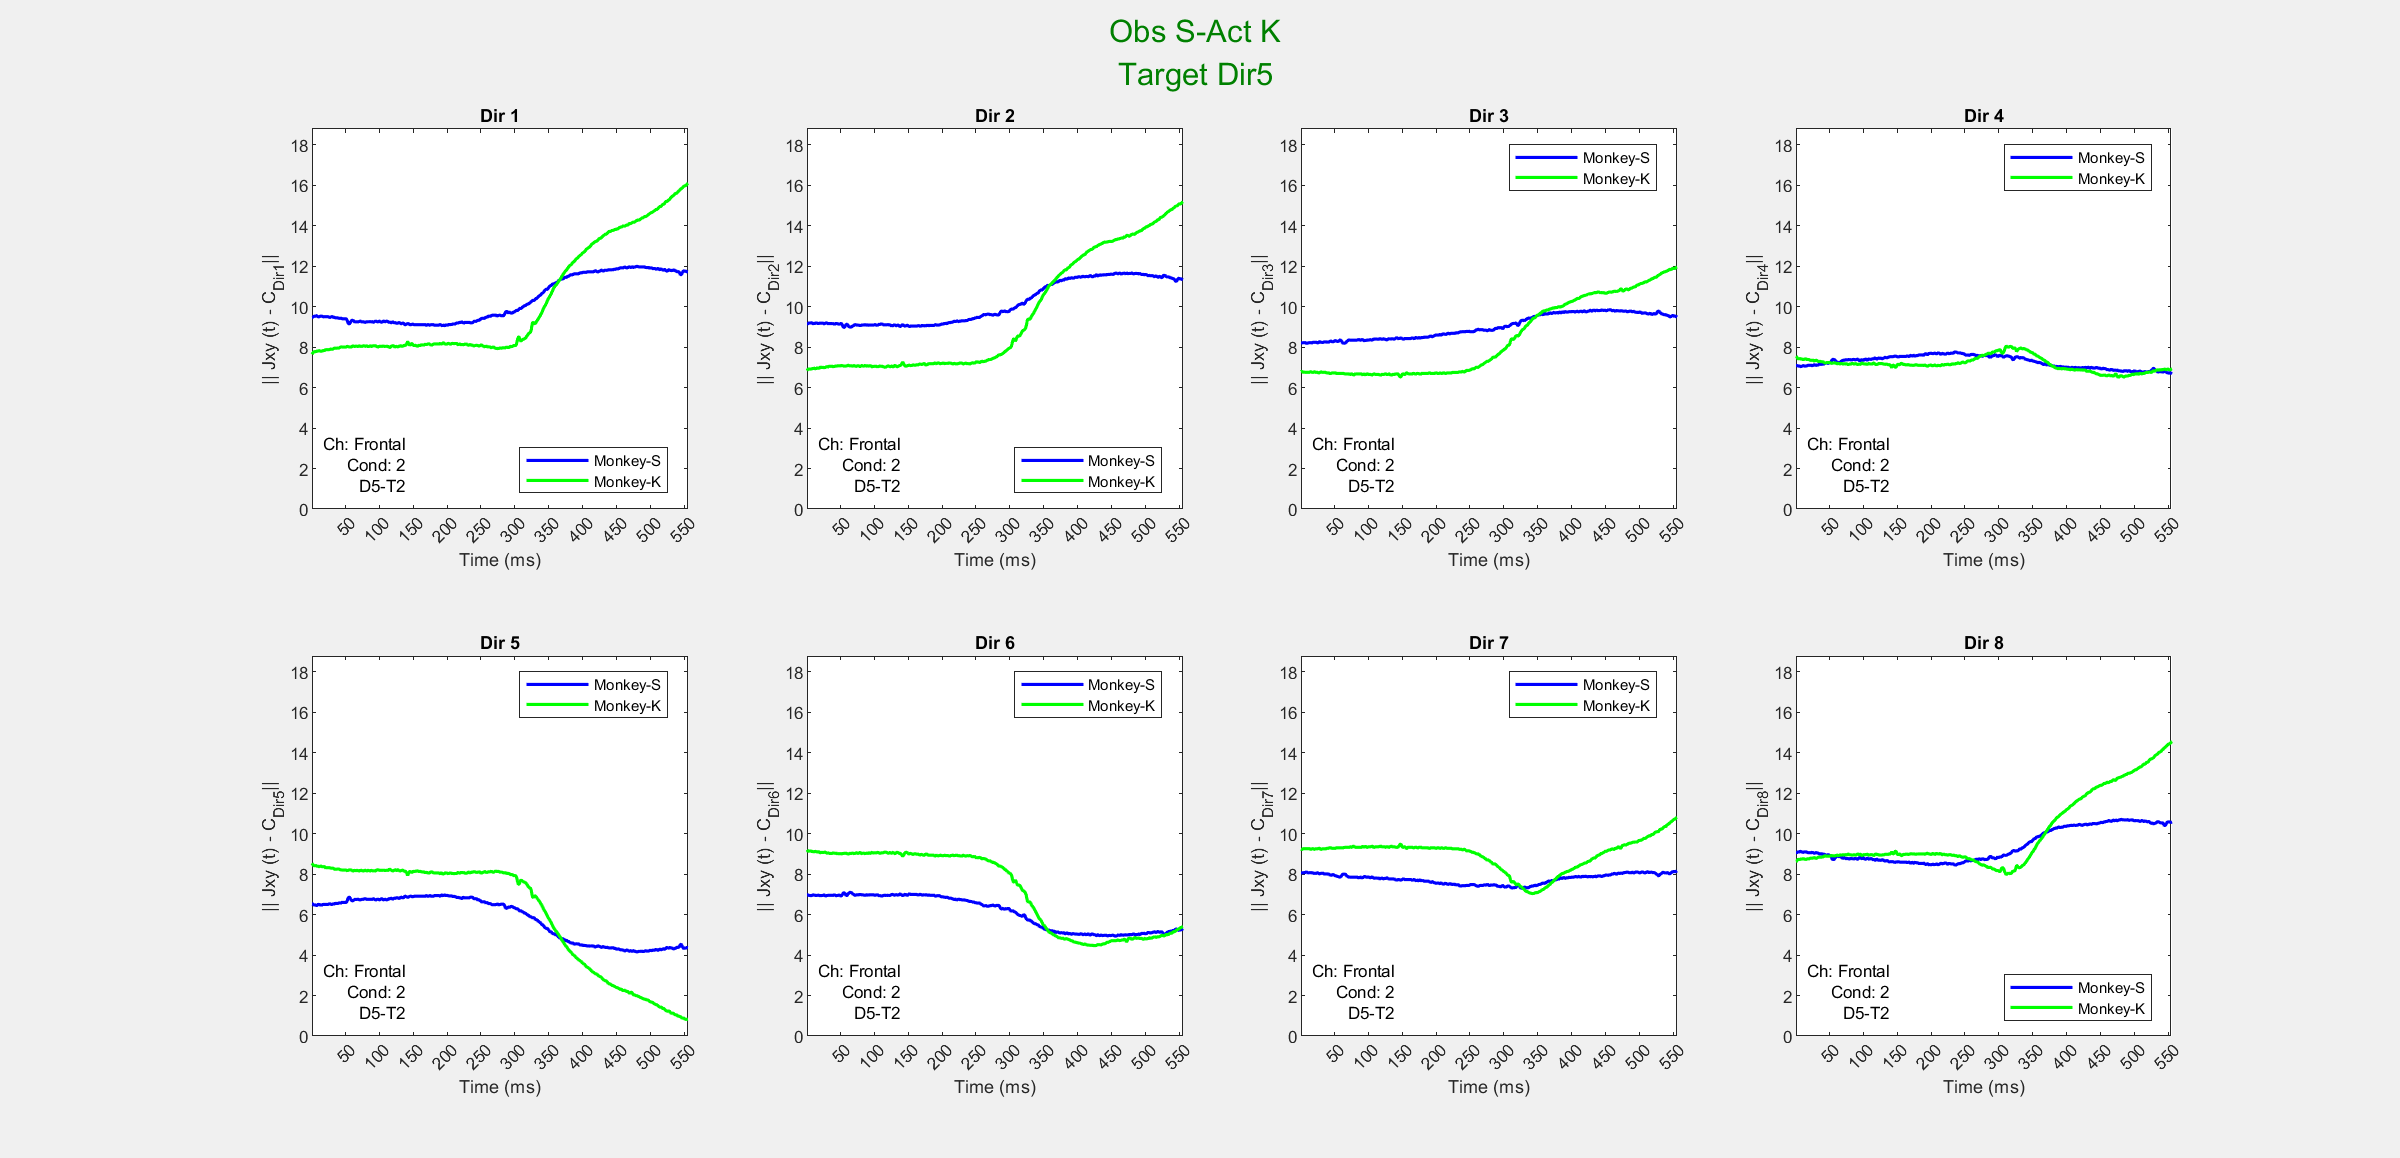 Obs S-Act K
Target Dir5
Dir 1
|| Jxy (t) - C_Dir1||
18
16
14
12
10
8
6
4
2
0
Ch: Frontal
Cond: 2
D5-T2
Monkey-S
Monkey-K
50 100 150 200 250 300 350 400 450 500 550
Time (ms)
Dir 2
|| Jxy (t) - C_Dir2||
18
16
14
12
10
8
6
4
2
0
Ch: Frontal
Cond: 2
D5-T2
Monkey-S
Monkey-K
50 100 150 200 250 300 350 400 450 500 550
Time (ms)
Dir 3
|| Jxy (t) - C_Dir3||
18
16
14
12
10
8
6
4
2
0
Monkey-S
Monkey-K
Ch: Frontal
Cond: 2
D5-T2
50 100 150 200 250 300 350 400 450 500 550
Time (ms)
Dir 4
|| Jxy (t) - C_Dir4||
18
16
14
12
10
8
6
4
2
0
Monkey-S
Monkey-K
Ch: Frontal
Cond: 2
D5-T2
50 100 150 200 250 300 350 400 450 500 550
Time (ms)
Dir 5
|| Jxy (t) - C_Dir5||
18
16
14
12
10
8
6
4
2
0
Monkey-S
Monkey-K
Ch: Frontal
Cond: 2
D5-T2
50 100 150 200 250 300 350 400 450 500 550
Time (ms)
Dir 6
|| Jxy (t) - C_Dir6||
18
16
14
12
10
8
6
4
2
0
Monkey-S
Monkey-K
Ch: Frontal
Cond: 2
D5-T2
50 100 150 200 250 300 350 400 450 500 550
Time (ms)
Dir 7
|| Jxy (t) - C_Dir7||
18
16
14
12
10
8
6
4
2
0
Monkey-S
Monkey-K
Ch: Frontal
Cond: 2
D5-T2
50 100 150 200 250 300 350 400 450 500 550
Time (ms)
Dir 8
|| Jxy (t) - C_Dir8||
18
16
14
12
10
8
6
4
2
0
Ch: Frontal
Cond: 2
D5-T2
Monkey-S
Monkey-K
50 100 150 200 250 300 350 400 450 500 550
Time (ms)